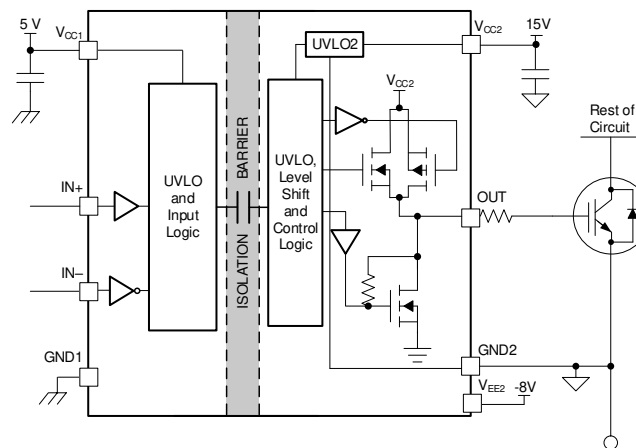 5 V
VCC1
UVLO2
VCC2
15V
VCC2
Rest of
Circuit
UVLO
and
Input
Logic
ISOLATION BARRIER
UVLO,
Level
Shift
and
Control
Logic
IN+
OUT
IN–
GND1
GND2
VEE2
-8V